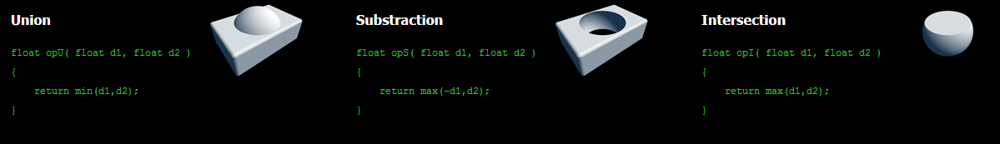 Union
float opU( float d1, float d2 )
{
    return min(d1,d2);
}
Substraction
float opS( float d1, float d2 )
{
    return max(-d1,d2);
}
Intersection
float opI( float d1, float d2 )
{
    return max(d1,d2);
}